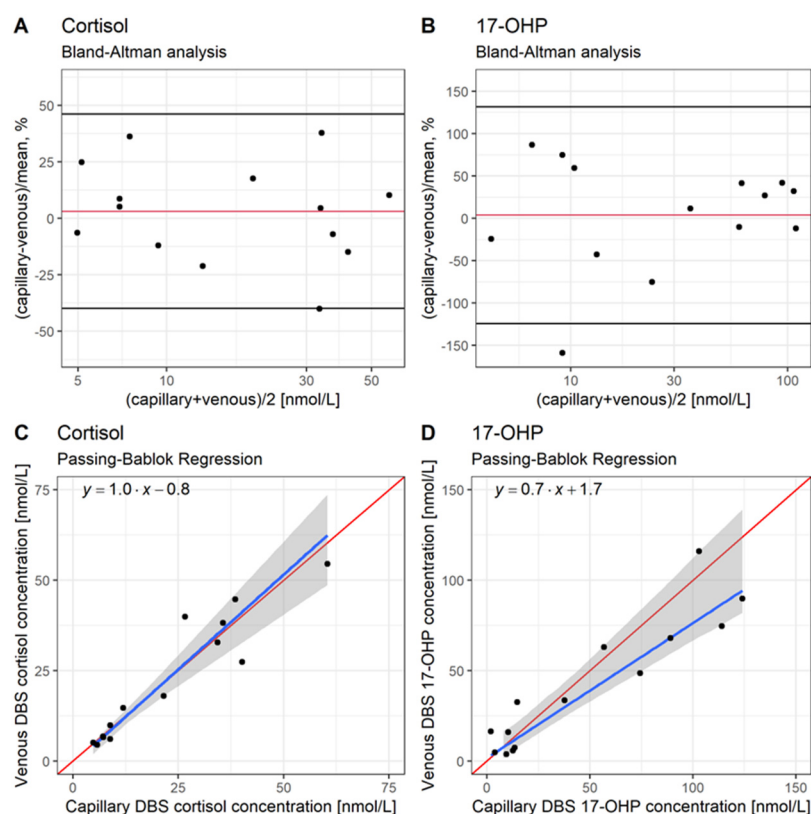 A Cortisol
Bland-Altman analysis
(capillary-venous)/mean, %
50
25
0
-25
-50
5 10 30 50
(capillary+venous)/2 [nmol/L]
B 17-OHP
Bland-Altman analysis
(capillary-venous)/mean, %
150
100
50
0
-50
-100
-150
10 30 100
(capillary+venous)/2 [nmol/L]
C Cortisol
Passing-Bablok Regression
Venous DBS cortisol concentration [nmol/L]
y = 1.0 · x − 0.8
75
50
25
0
0 25 50 75
Capillary DBS cortisol concentration [nmol/L]
D 17-OHP
Passing-Bablok Regression
Venous DBS 17-OHP concentration [nmol/L]
y = 0.7 · x + 1.7
150
100
50
0
0 50 100 150
Capillary DBS 17-OHP concentration [nmol/L]